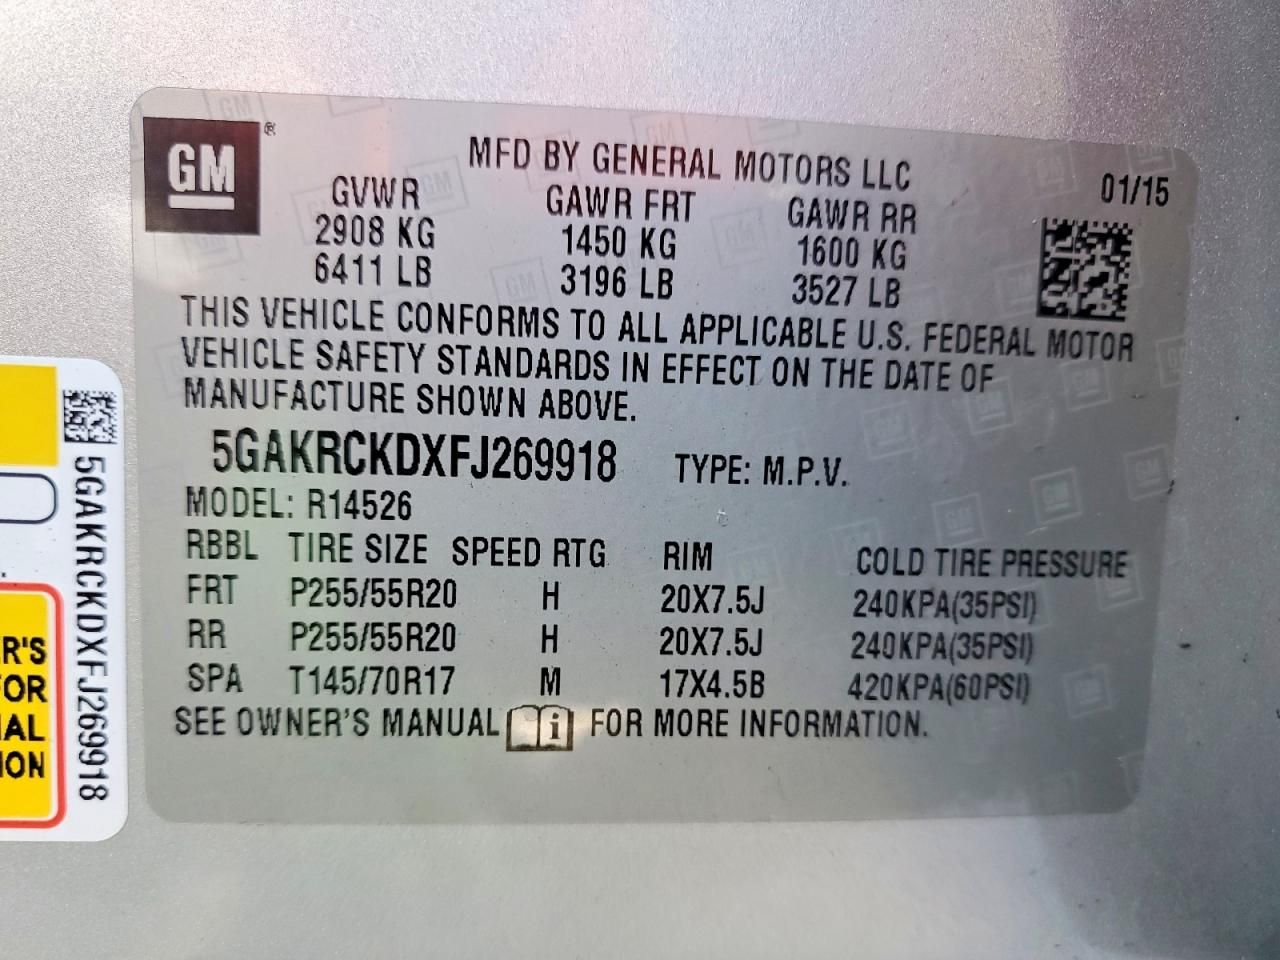 GM ®
MFD BY GENERAL MOTORS LLC
01/15
GVWR GAWR FRT GAWR RR
2908 KG 1450 KG 1600 KG
6411 LB 3196 LB 3527 LB
THIS VEHICLE CONFORMS TO ALL APPLICABLE U.S. FEDERAL MOTOR
VEHICLE SAFETY STANDARDS IN EFFECT ON THE DATE OF
MANUFACTURE SHOWN ABOVE.
5GAKRCKDXFJ269918 TYPE: M.P.V.
MODEL: R14526
RBBL TIRE SIZE SPEED RTG RIM COLD TIRE PRESSURE
FRT P255/55R20 H 20X7.5J 240KPA(35PSI)
RR P255/55R20 H 20X7.5J 240KPA(35PSI)
SPA T145/70R17 M 17X4.5B 420KPA(60PSI)
SEE OWNER'S MANUAL i FOR MORE INFORMATION.
5GAKRCKDXFJ269918
R'S
FOR
AL
ION